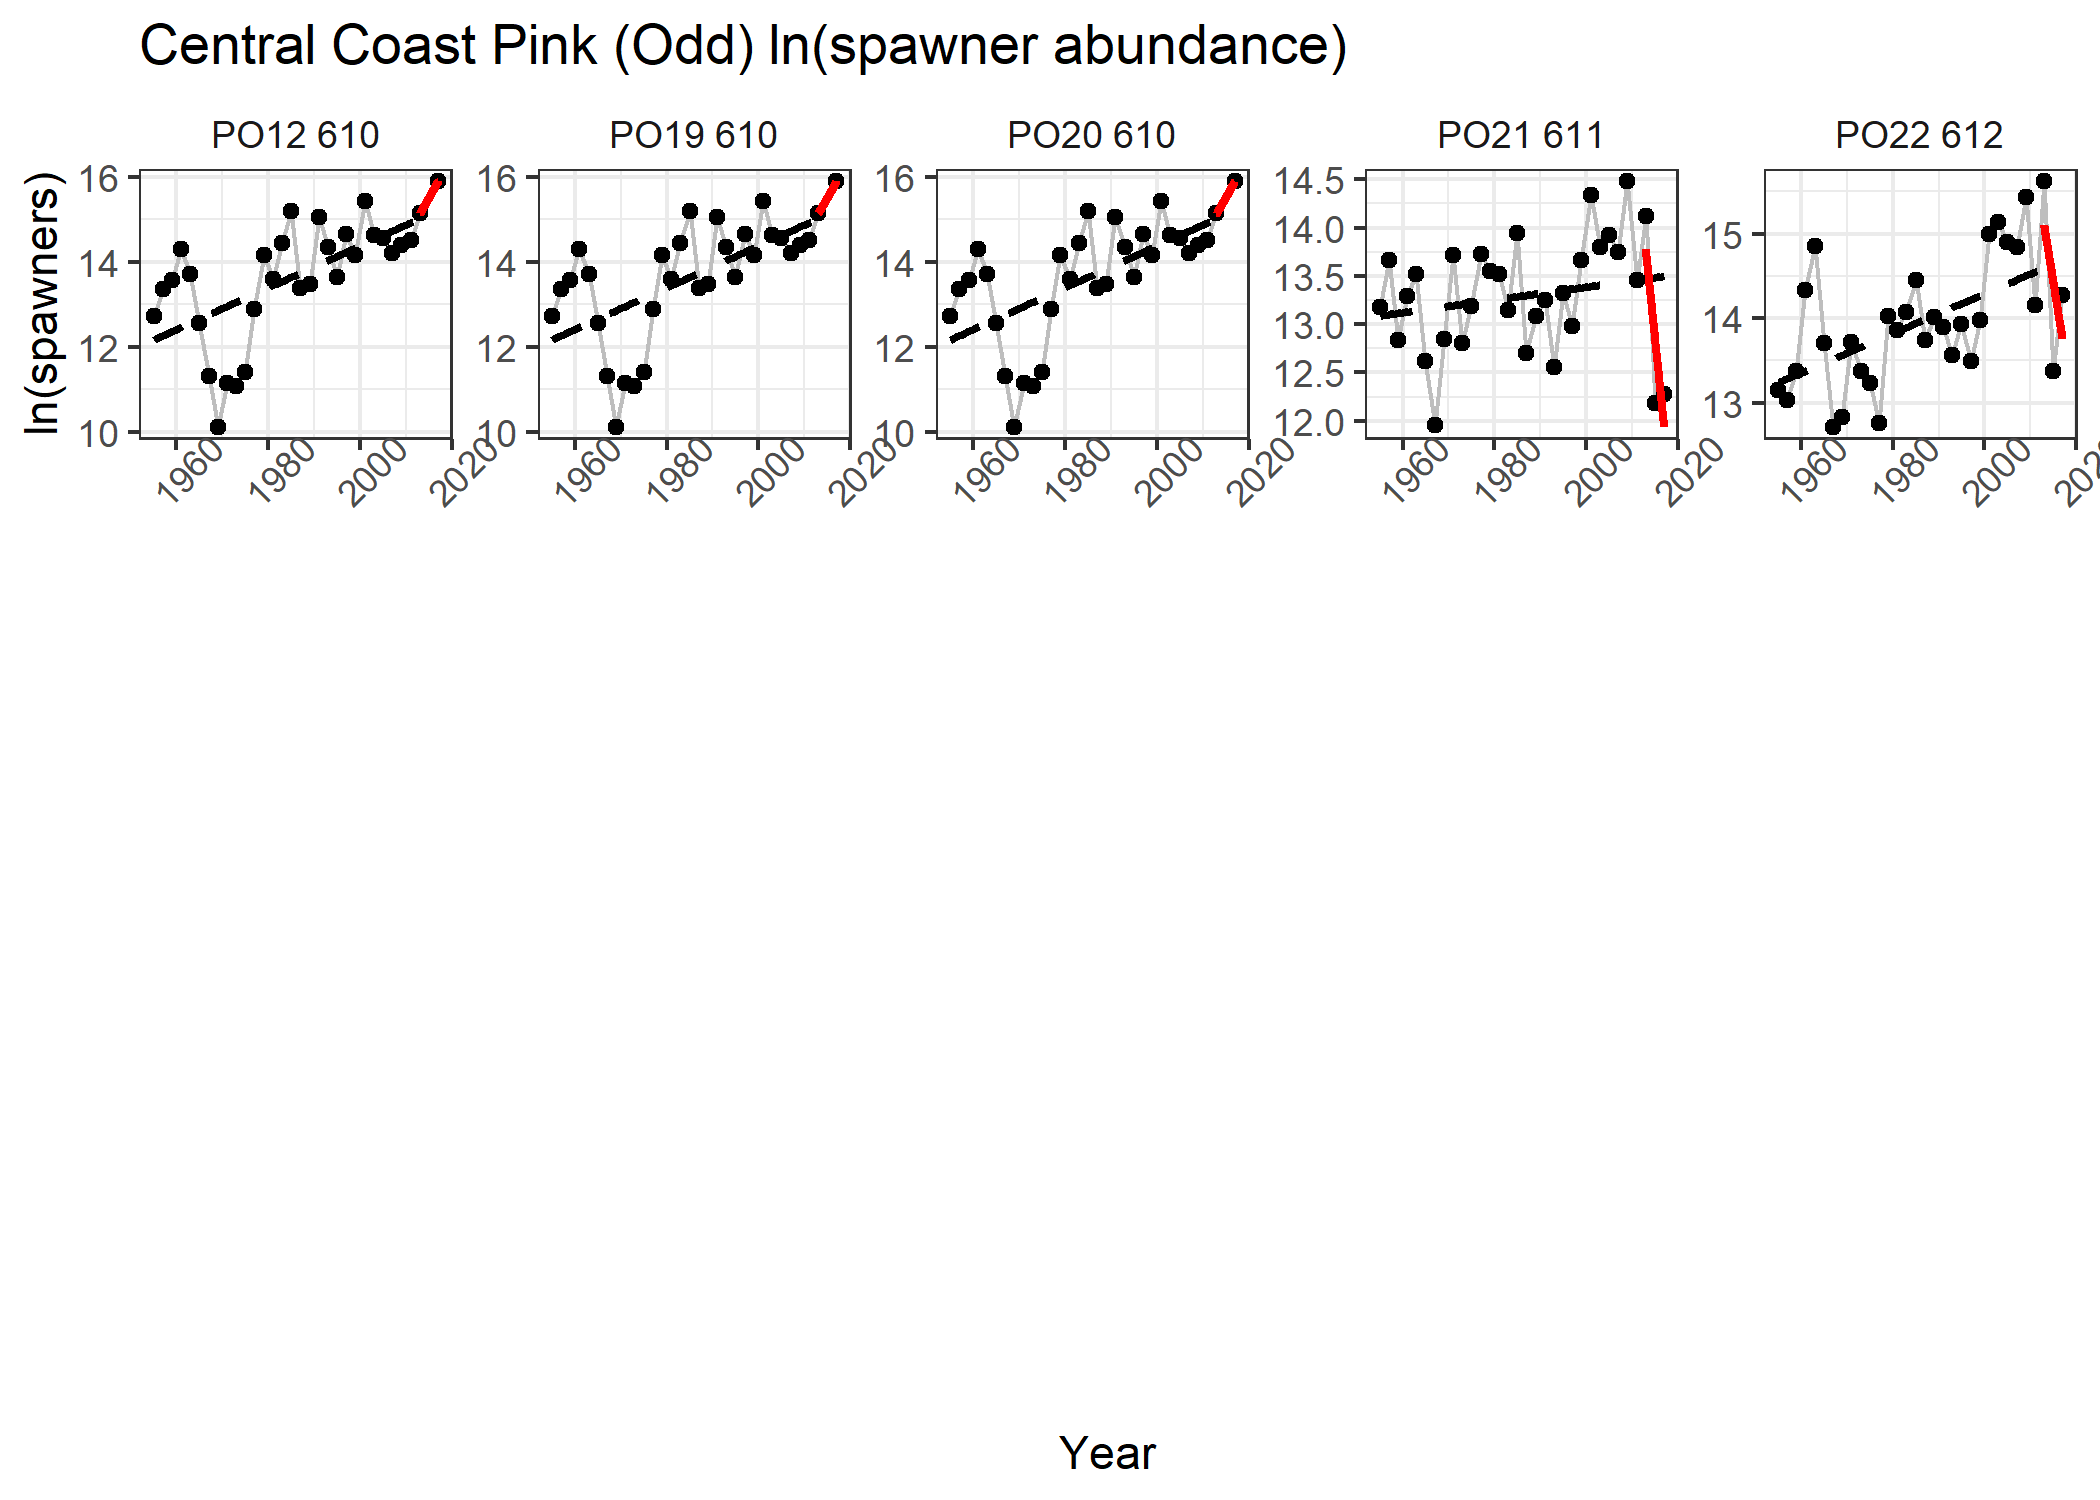 Central Coast Pink (Odd) ln(spawner abundance)
PO12 610 PO19 610 PO20 610 PO21 611 PO22 612
ln(spawners)
16 14 12 10
1960 1980 2000 2020
16 14 12 10
1960 1980 2000 2020
16 14 12 10
1960 1980 2000 2020
14.5 14.0 13.5 13.0 12.5 12.0
1960 1980 2000 2020
15 14 13
1960 1980 2000 202
Year